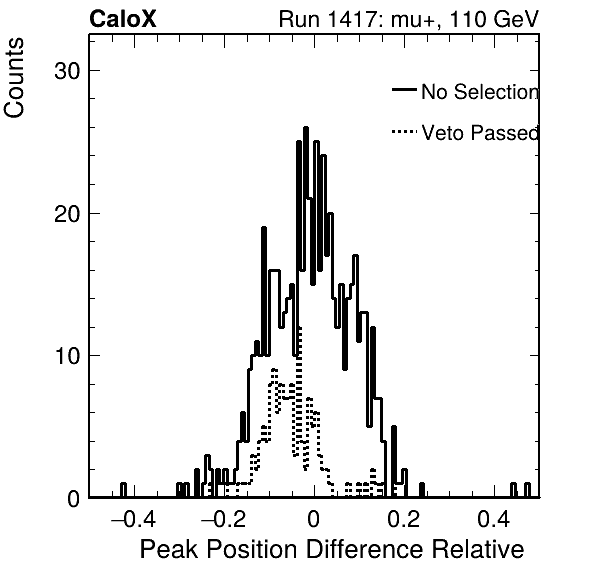 CaloX Run 1417: mu+, 110 GeV
Counts
30
No Selection
Veto Passed
20
10
0
−0.4 −0.2 0 0.2 0.4
Peak Position Difference Relative